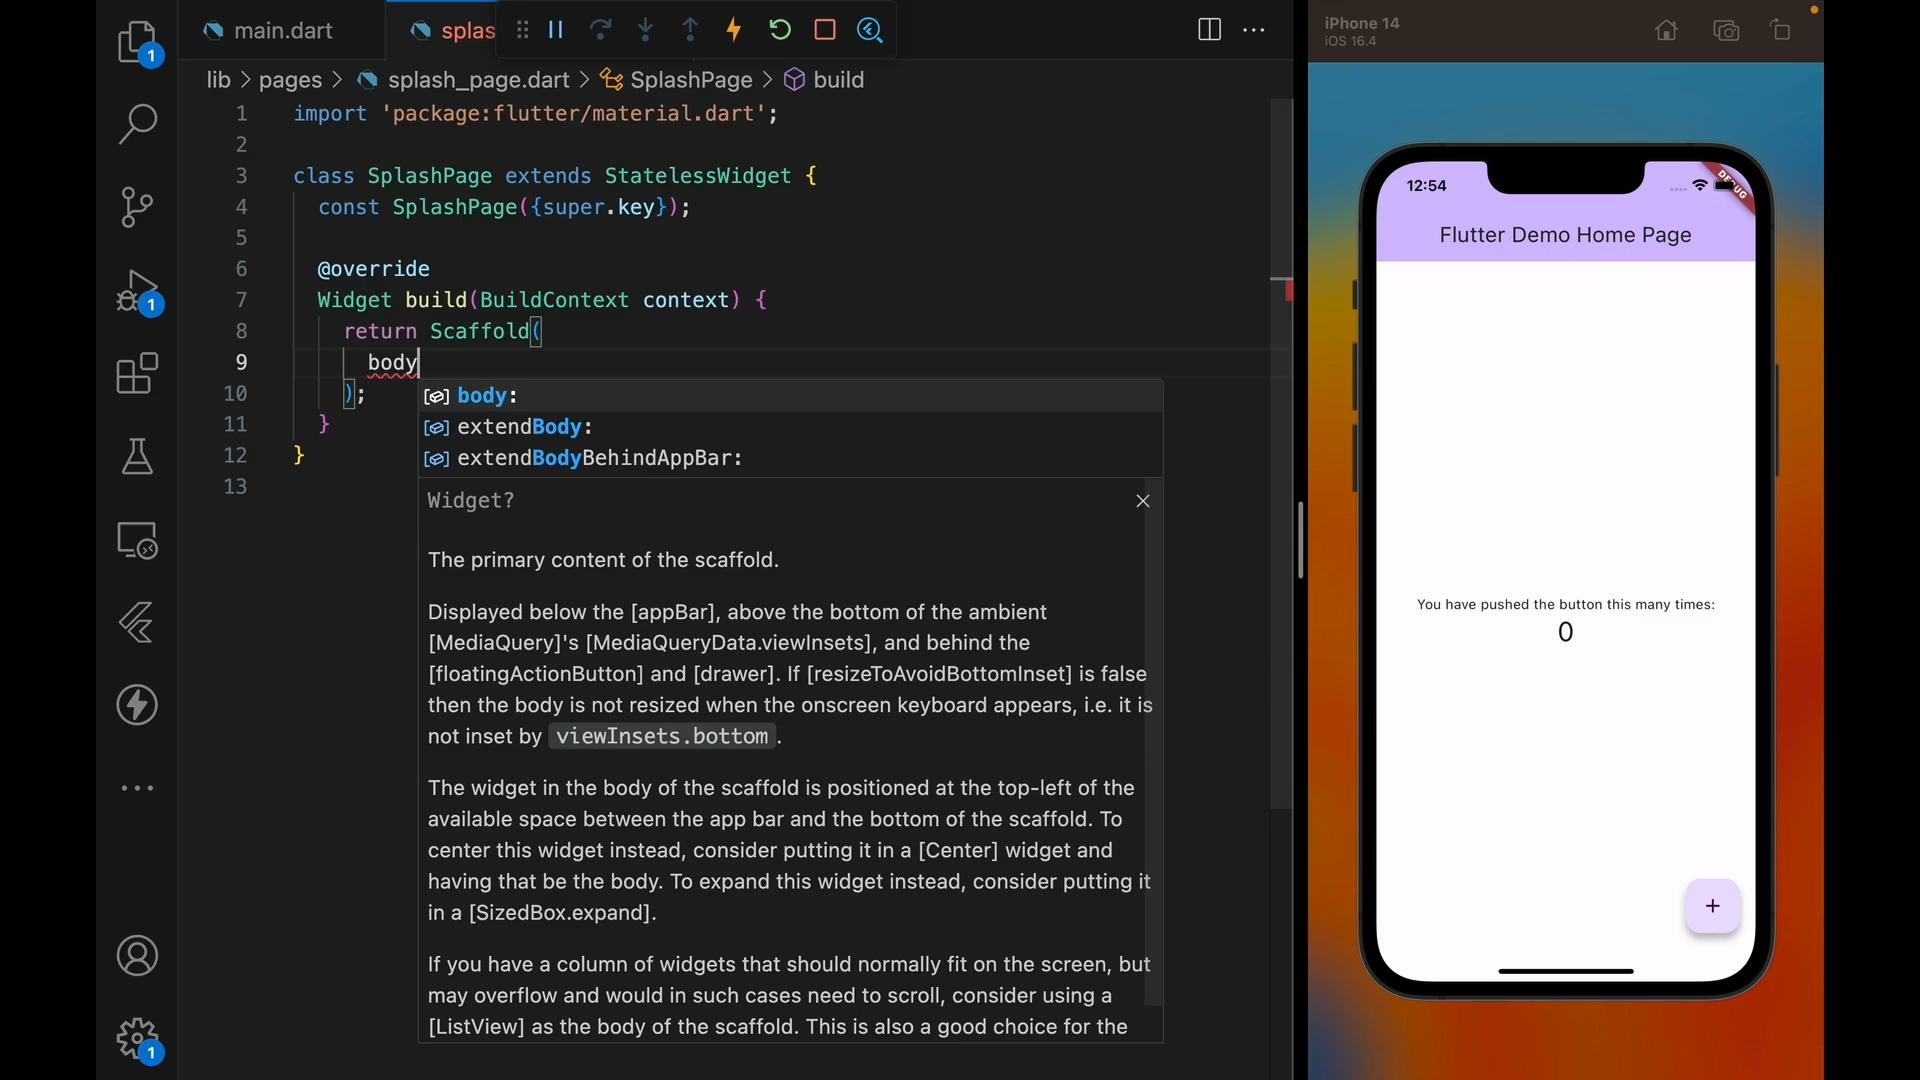 main.dart
splas
lib > pages > splash_page.dart > SplashPage > build
1 import 'package:flutter/material.dart';
2
3 class SplashPage extends StatelessWidget {
4 const SplashPage({super.key});
5
6 @override
7 Widget build(BuildContext context) {
8 return Scaffold(
9 body
10 );
11 }
12 }
13
body:
extendBody:
extendBodyBehindAppBar:
Widget?
The primary content of the scaffold.
Displayed below the [appBar], above the bottom of the ambient
[MediaQuery]'s [MediaQueryData.viewInsets], and behind the
[floatingActionButton] and [drawer]. If [resizeToAvoidBottomInset] is false
then the body is not resized when the onscreen keyboard appears, i.e. it is
not inset by viewInsets.bottom.
The widget in the body of the scaffold is positioned at the top-left of the
available space between the app bar and the bottom of the scaffold. To
center this widget instead, consider putting it in a [Center] widget and
having that be the body. To expand this widget instead, consider putting it
in a [SizedBox.expand].
If you have a column of widgets that should normally fit on the screen, but
may overflow and would in such cases need to scroll, consider using a
[ListView] as the body of the scaffold. This is also a good choice for the
1
1
1
iPhone 14
iOS 16.4
12:54
DEBUG
Flutter Demo Home Page
You have pushed the button this many times:
0
+